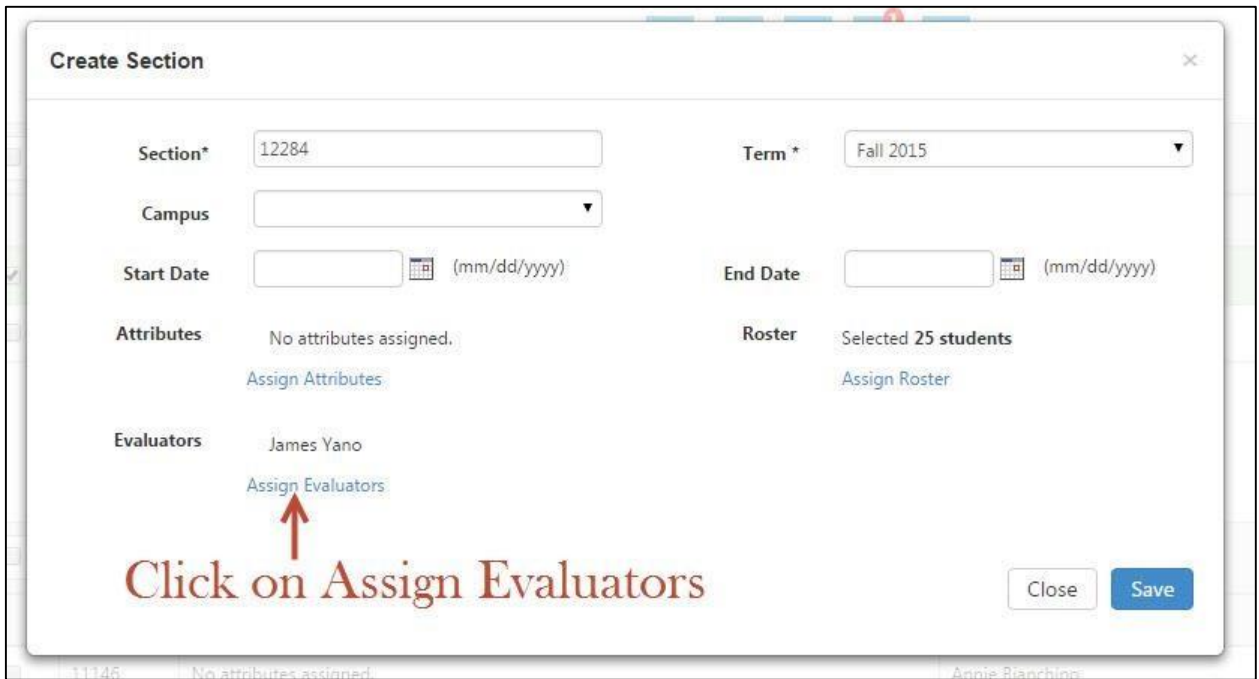 1
Create Section ×
Section* 12284 Term * Fall 2015
Campus
Start Date (mm/dd/yyyy) End Date (mm/dd/yyyy)
Attributes No attributes assigned. Roster Selected 25 students
Assign Attributes Assign Roster
Evaluators James Yano
Assign Evaluators
Click on Assign Evaluators
Close Save
11146 No attributes assigned. Annie Bianchino